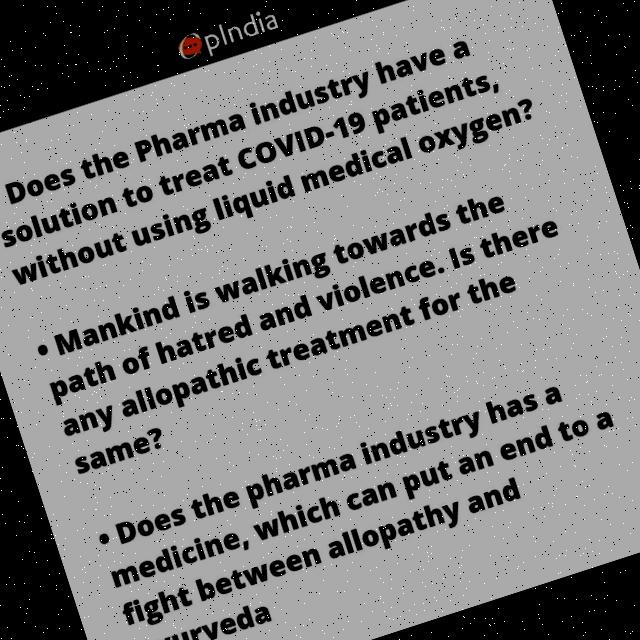 OpIndia
Does the Pharma industry have a
solution to treat COVID-19 patients,
without using liquid medical oxygen?
• Mankind is walking towards the
path of hatred and violence. Is there
any allopathic treatment for the
same?
• Does the pharma industry has a
medicine, which can put an end to a
fight between allopathy and